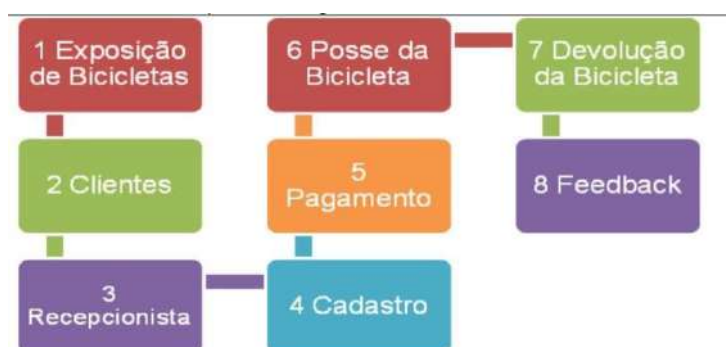 1 Exposição
de Bicicletas
2 Clientes
3
Recepcionista
4 Cadastro
5
Pagamento
6 Posse da
Bicicleta
7 Devolução
da Bicicleta
8 Feedback